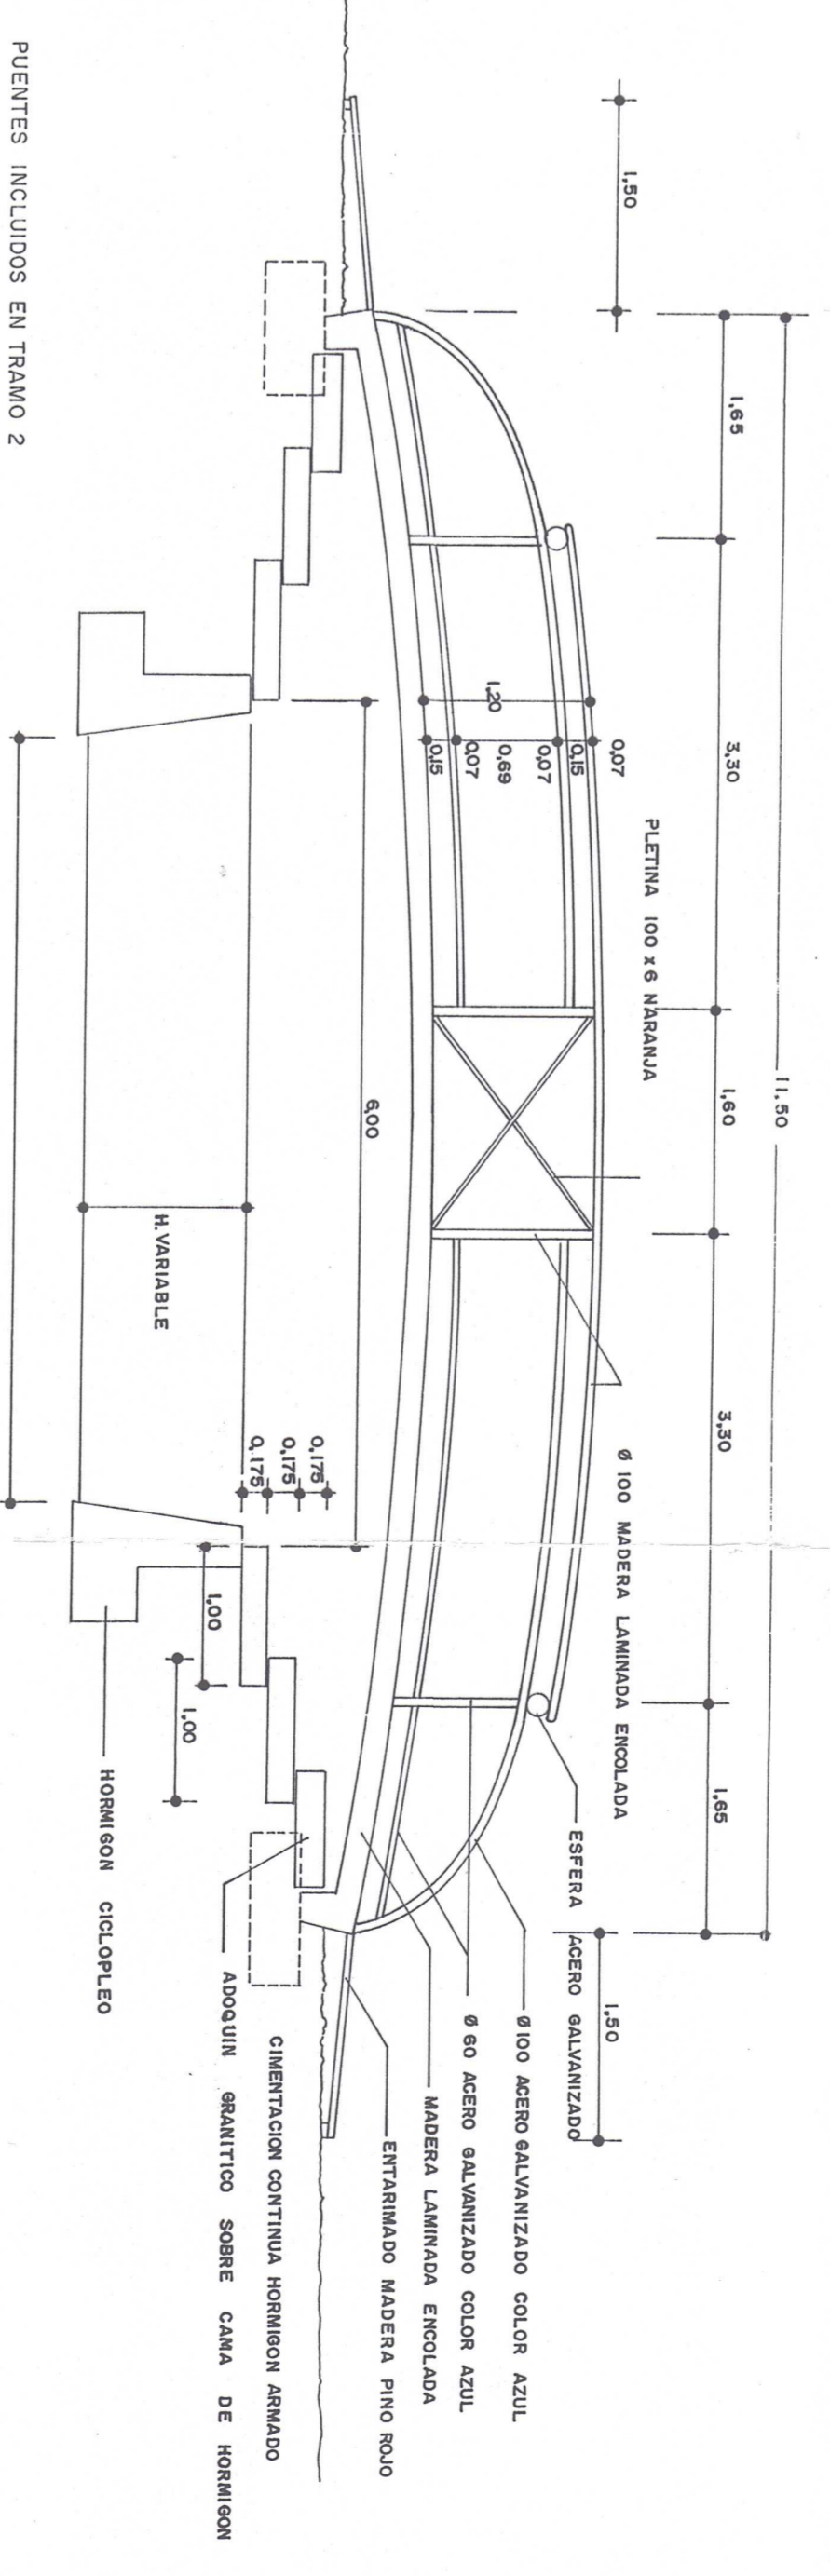 11.50
1,65
3,30
1,60
3,30
1,65
1,50
1,50
PLETINA 100 x 6 NARANJA
Ø 100 MADERA LAMINADA ENCOLADA
0,07
0,15
0,07
0,69
0,07
0,15
1,20
ESFERA ACERO GALVANIZADO
Ø 100 ACERO GALVANIZADO COLOR AZUL
Ø 60 ACERO GALVANIZADO COLOR AZUL
MADERA LAMINADA ENCOLADA
ENTARIMADO MADERA PINO ROJO
6,00
0,175
0,175
0,175
CIMENTACION CONTINUA HORMIGON ARMADO
ADOQUIN GRANITICO SOBRE CAMA DE HORMIGON
1,00
1,00
H. VARIABLE
HORMIGON CICLOPLEO
PUENTES INCLUIDOS EN TRAMO 2